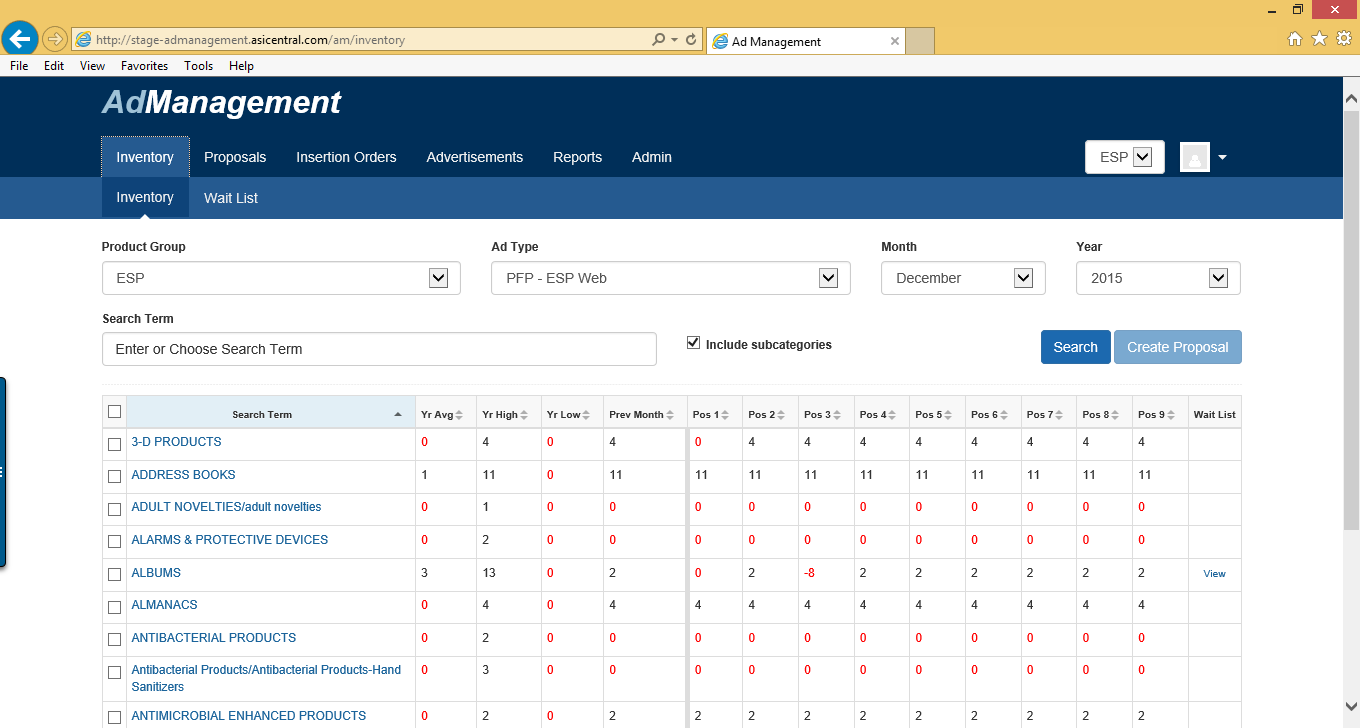 http://stage-admanagement.asicentral.com/am/inventory
Ad Management
File Edit View Favorites Tools Help
AdManagement
Inventory Proposals Insertion Orders Advertisements Reports Admin
ESP
Inventory Wait List
Product Group Ad Type Month Year
ESP PFP - ESP Web December 2015
Search Term
Enter or Choose Search Term Include subcategories Search Create Proposal
Search Term Yr Avg Yr High Yr Low Prev Month Pos 1 Pos 2 Pos 3 Pos 4 Pos 5 Pos 6 Pos 7 Pos 8 Pos 9 Wait List
3-D PRODUCTS 0 4 0 4 0 4 4 4 4 4 4 4 4
ADDRESS BOOKS 1 11 0 11 11 11 11 11 11 11 11 11 11
ADULT NOVELTIES/adult novelties 0 1 0 0 0 0 0 0 0 0 0 0 0
ALARMS & PROTECTIVE DEVICES 0 2 0 0 0 0 0 0 0 0 0 0 0
ALBUMS 3 13 0 2 0 2 -8 2 2 2 2 2 2 View
ALMANACS 0 4 0 4 4 4 4 4 4 4 4 4 4
ANTIBACTERIAL PRODUCTS 0 2 0 0 0 0 0 0 0 0 0 0 0
Antibacterial Products/Antibacterial Products-Hand 0 3 0 0 0 0 0 0 0 0 0 0 0
Sanitizers
ANTIMICROBIAL ENHANCED PRODUCTS 0 2 0 2 2 2 2 2 2 2 2 2 2